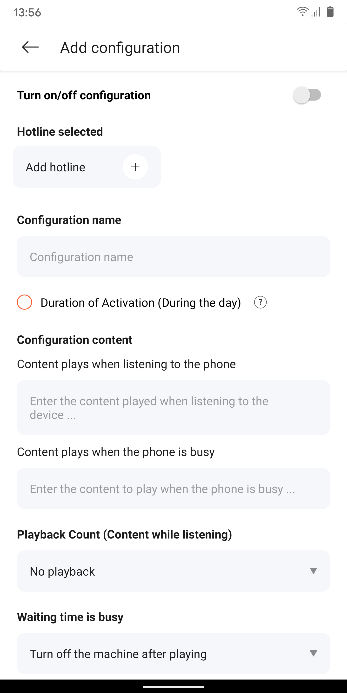 13:56
Add configuration
Turn on/off configuration
Hotline selected
Add hotline
Configuration name
Configuration name
Duration of Activation (During the day) ?
Configuration content
Content plays when listening to the phone
Enter the content played when listening to the
device ...
Content plays when the phone is busy
Enter the content to play when the phone is busy ...
Playback Count (Content while listening)
No playback
Waiting time is busy
Turn off the machine after playing